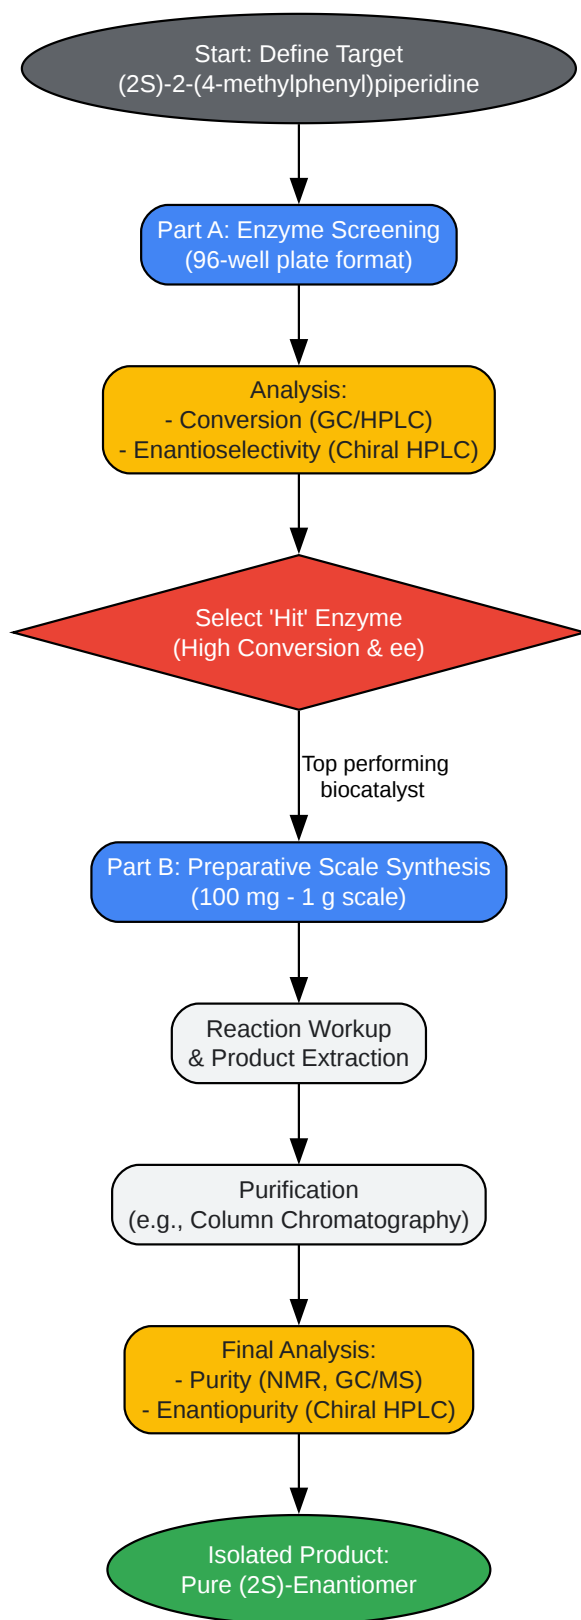 Start: Define Target
(2S)-2-(4-methylphenyl)piperidine
Part A: Enzyme Screening
(96-well plate format)
Analysis:
- Conversion (GC/HPLC)
- Enantioselectivity (Chiral HPLC)
Select 'Hit' Enzyme
(High Conversion & ee)
Top performing
biocatalyst
Part B: Preparative Scale Synthesis
(100 mg - 1 g scale)
Reaction Workup
& Product Extraction
Purification
(e.g., Column Chromatography)
Final Analysis:
- Purity (NMR, GC/MS)
- Enantiopurity (Chiral HPLC)
Isolated Product:
Pure (2S)-Enantiomer